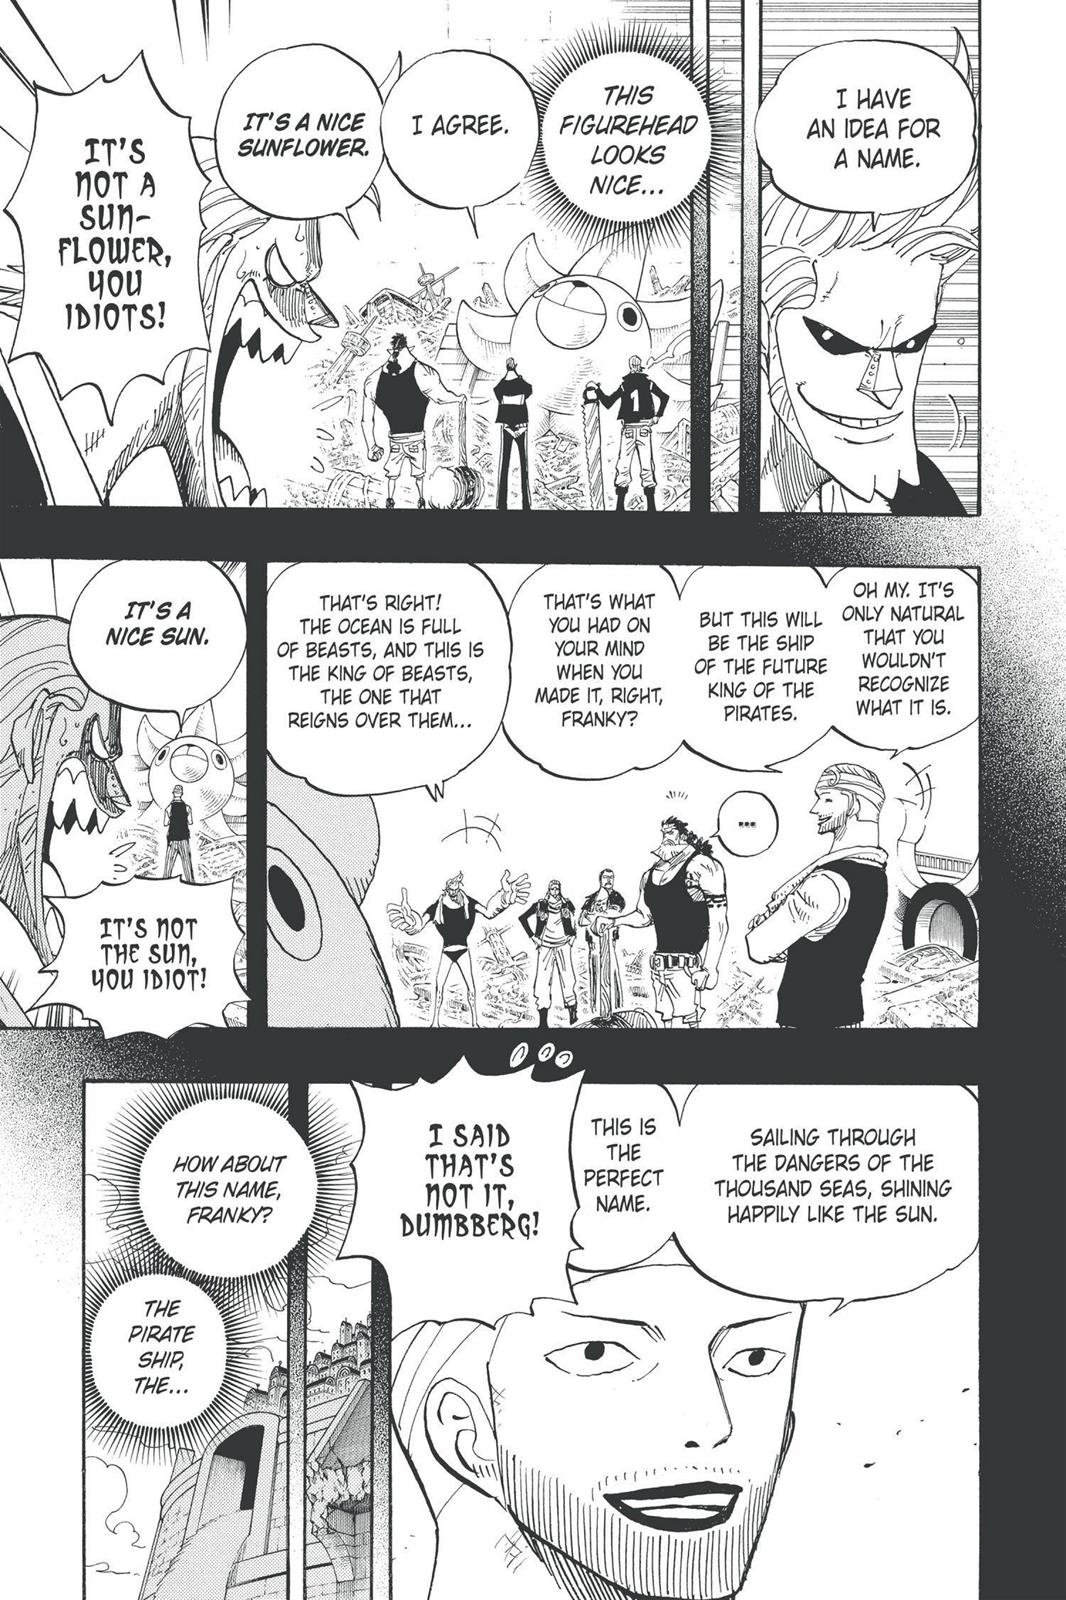 I HAVE
AN IDEA FOR
A NAME.
THIS
FIGUREHEAD
LOOKS
NICE...
I AGREE.
IT'S A NICE
SUNFLOWER.
IT'S
NOT A
SUN-
FLOWER,
YOU
IDIOTS!
1
OH MY. IT'S
ONLY NATURAL
THAT YOU
WOULDN'T
RECOGNIZE
WHAT IT IS.
BUT THIS WILL
BE THE SHIP
OF THE FUTURE
KING OF THE
PIRATES.
THAT'S WHAT
YOU HAD ON
YOUR MIND
WHEN YOU
MADE IT, RIGHT,
FRANKY?
THAT'S RIGHT!
THE OCEAN IS FULL
OF BEASTS, AND THIS IS
THE KING OF BEASTS,
THE ONE THAT
REIGNS OVER THEM...
...
IT'S A
NICE SUN.
IT'S NOT
THE SUN,
YOU IDIOT!
SAILING THROUGH
THE DANGERS OF THE
THOUSAND SEAS, SHINING
HAPPILY LIKE THE SUN.
THIS IS
THE
PERFECT
NAME.
I SAID
THAT'S
NOT IT,
DUMBBERG!
HOW ABOUT
THIS NAME,
FRANKY?
THE
PIRATE
SHIP,
THE...